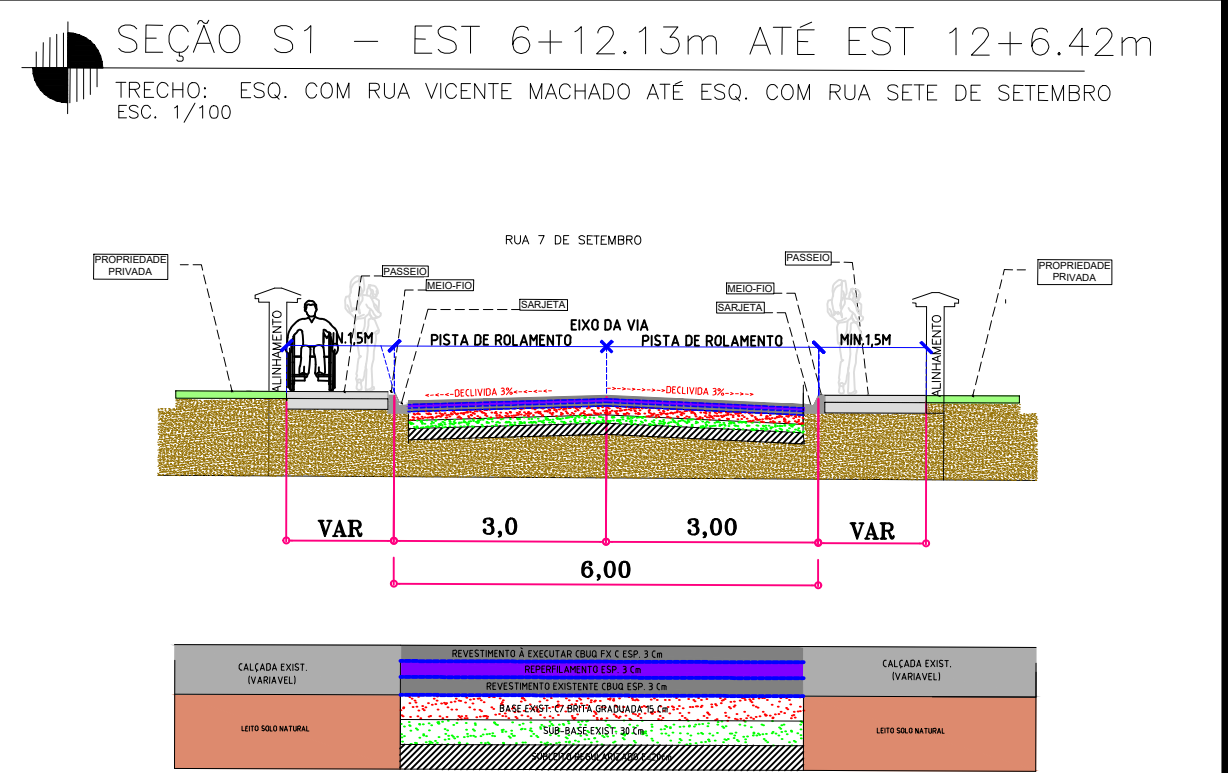 SEÇÃO S1 - EST 6+12.13m ATÉ EST 12+6.42m
TRECHO: ESQ. COM RUA VICENTE MACHADO ATÉ ESQ. COM RUA SETE DE SETEMBRO
ESC. 1/100
RUA 7 DE SETEMBRO
PROPRIEDADE
PRIVADA
PASSEIO
MEIO-FIO
SARJETA
PASSEIO
MEIO-FIO
SARJETA
PROPRIEDADE
PRIVADA
EIXO DA VIA
ALINHAMENTO
MIN.1,5M
PISTA DE ROLAMENTO
PISTA DE ROLAMENTO
MIN.1,5M
ALINHAMENTO
DECLIVIDA 3%
DECLIVIDA 3%
VAR
3,0
3,00
VAR
6,00
CALÇADA EXIST.
(VARIAVEL)
REVESTIMENTO À EXECUTAR CBUQ FX C ESP. 3 Cm
REPERFILAMENTO ESP. 3 Cm
REVESTIMENTO EXISTENTE CBUQ ESP. 3 Cm
BASE EXIST. C/ BRITA GRADUADA 15 Cm
SUB-BASE EXIST. 30 Cm
CALÇADA EXIST.
(VARIAVEL)
LEITO SOLO NATURAL
LEITO SOLO NATURAL
SUBLEITO REGULARIZADO